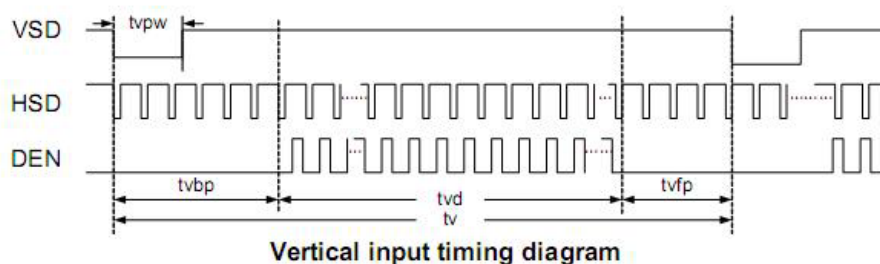 tvpw
VSD
HSD
DEN
tvbp
tvd
tvfp
tv
Vertical input timing diagram